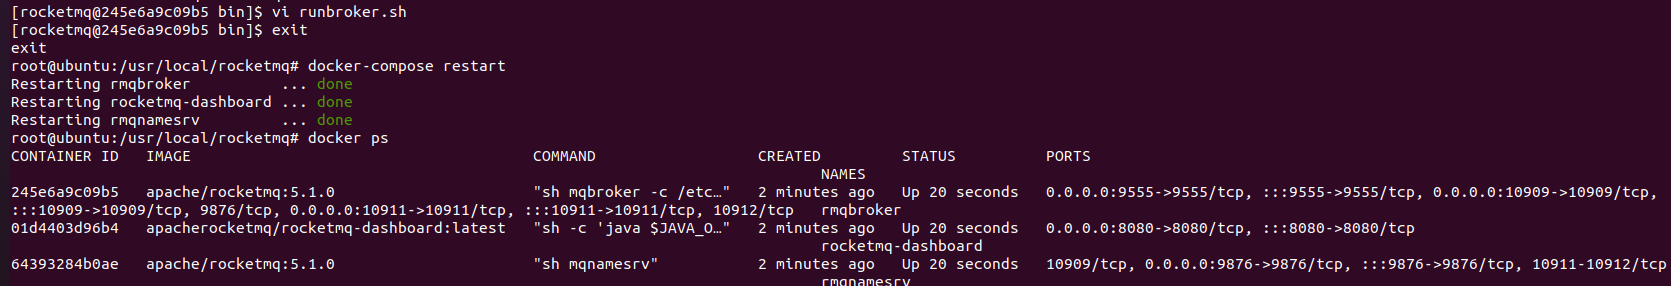 [rocketmq@245e6a9c09b5 bin]$ vi runbroker.sh
[rocketmq@245e6a9c09b5 bin]$ exit
exit
root@ubuntu:/usr/local/rocketmq# docker-compose restart
Restarting rmqbroker          ... done
Restarting rocketmq-dashboard ... done
Restarting rmqnamesrv         ... done
root@ubuntu:/usr/local/rocketmq# docker ps
CONTAINER ID   IMAGE                                           COMMAND                  CREATED         STATUS          PORTS
NAMES
245e6a9c09b5   apache/rocketmq:5.1.0                           "sh mqbroker -c /etc…"   2 minutes ago   Up 20 seconds   0.0.0.0:9555->9555/tcp, :::9555->9555/tcp, 0.0.0.0:10909->10909/tcp,
:::10909->10909/tcp, 9876/tcp, 0.0.0.0:10911->10911/tcp, :::10911->10911/tcp, 10912/tcp   rmqbroker
01d4403d96b4   apacherocketmq/rocketmq-dashboard:latest   "sh -c 'java $JAVA_O…"   2 minutes ago   Up 20 seconds   0.0.0.0:8080->8080/tcp, :::8080->8080/tcp
rocketmq-dashboard
64393284b0ae   apache/rocketmq:5.1.0                           "sh mqnamesrv"           2 minutes ago   Up 20 seconds   10909/tcp, 0.0.0.0:9876->9876/tcp, :::9876->9876/tcp, 10911-10912/tcp
rmqnamesrv